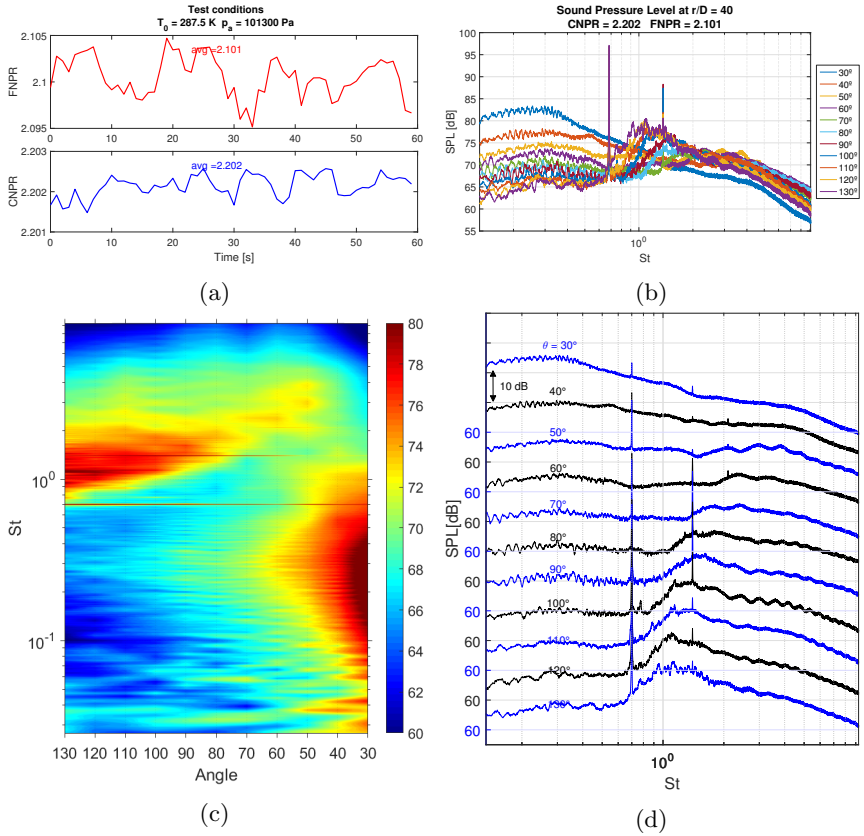 Test conditions
T0 = 287.5 K pa = 101300 Pa
2.105
2.1
2.095
FNPR
avg =2.101
0 10 20 30 40 50 60
2.203
2.202
2.201
CNPR
avg =2.202
0 10 20 30 40 50 60
Time [s]
(a)
Sound Pressure Level at r/D = 40
CNPR = 2.202 FNPR = 2.101
100
95
90
85
80
75
70
65
60
55
SPL [dB]
10^0
St
30º
40º
50º
60º
70º
80º
90º
100º
110º
120º
130º
(b)
St
10^0
10^-1
130 120 110 100 90 80 70 60 50 40 30
Angle
80
78
76
74
72
70
68
66
64
62
60
(c)
SPL[dB]
θ = 30°
10 dB
40°
60
50°
60
60°
60
70°
60
80°
60
90°
60
100°
60
110°
60
120°
60
130°
60
60
10^0
St
(d)